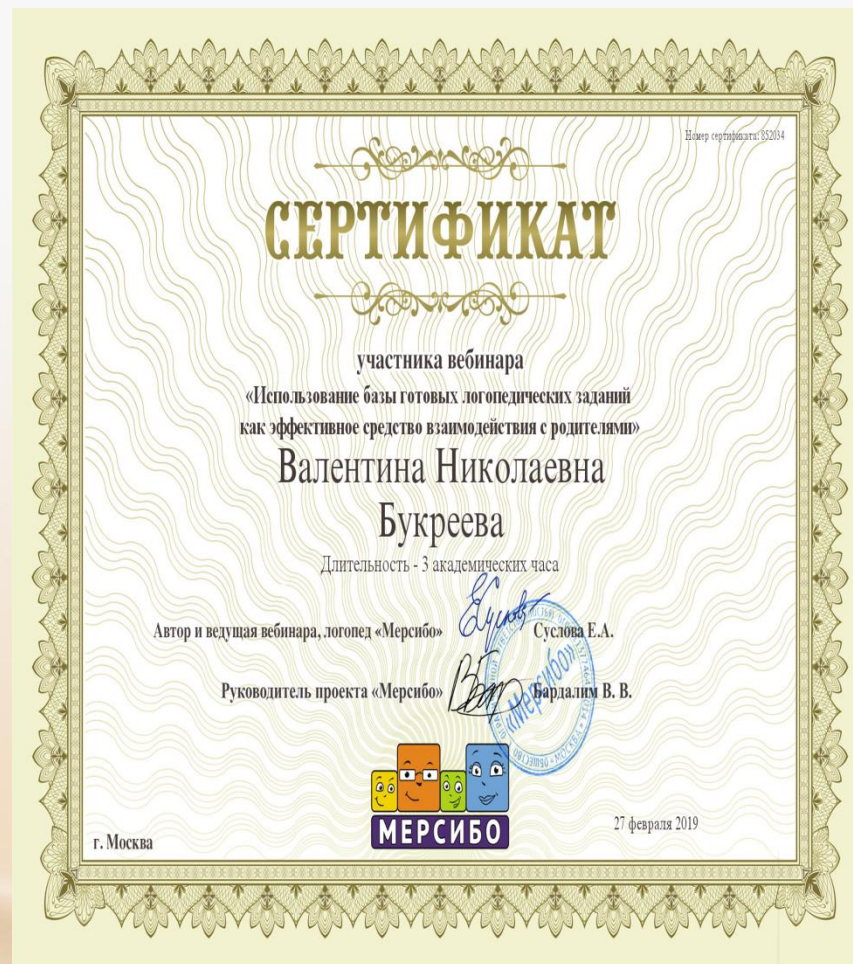 Номер сертификата: 852034
СЕРТИФИКАТ
участника вебинара
«Использование базы готовых логопедических заданий
как эффективное средство взаимодействия с родителями»
Валентина Николаевна
Букреева
Длительность - 3 академических часа
Автор и ведущая вебинара, логопед «Мерсибо» Суслова Е.А.
Руководитель проекта «Мерсибо» Бардалим В. В.
«Мерсибо»
МЕРСИБО
27 февраля 2019
г. Москва